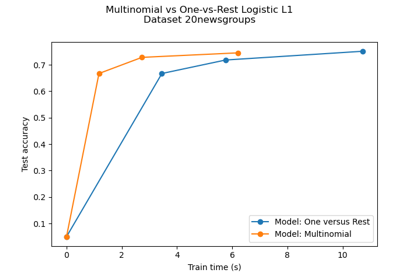 Multinomial vs One-vs-Rest Logistic L1
Dataset 20newsgroups
0.7
0.6
0.5
0.4
0.3
0.2
0.1
Test accuracy
0 2 4 6 8 10
Train time (s)
Model: One versus Rest
Model: Multinomial